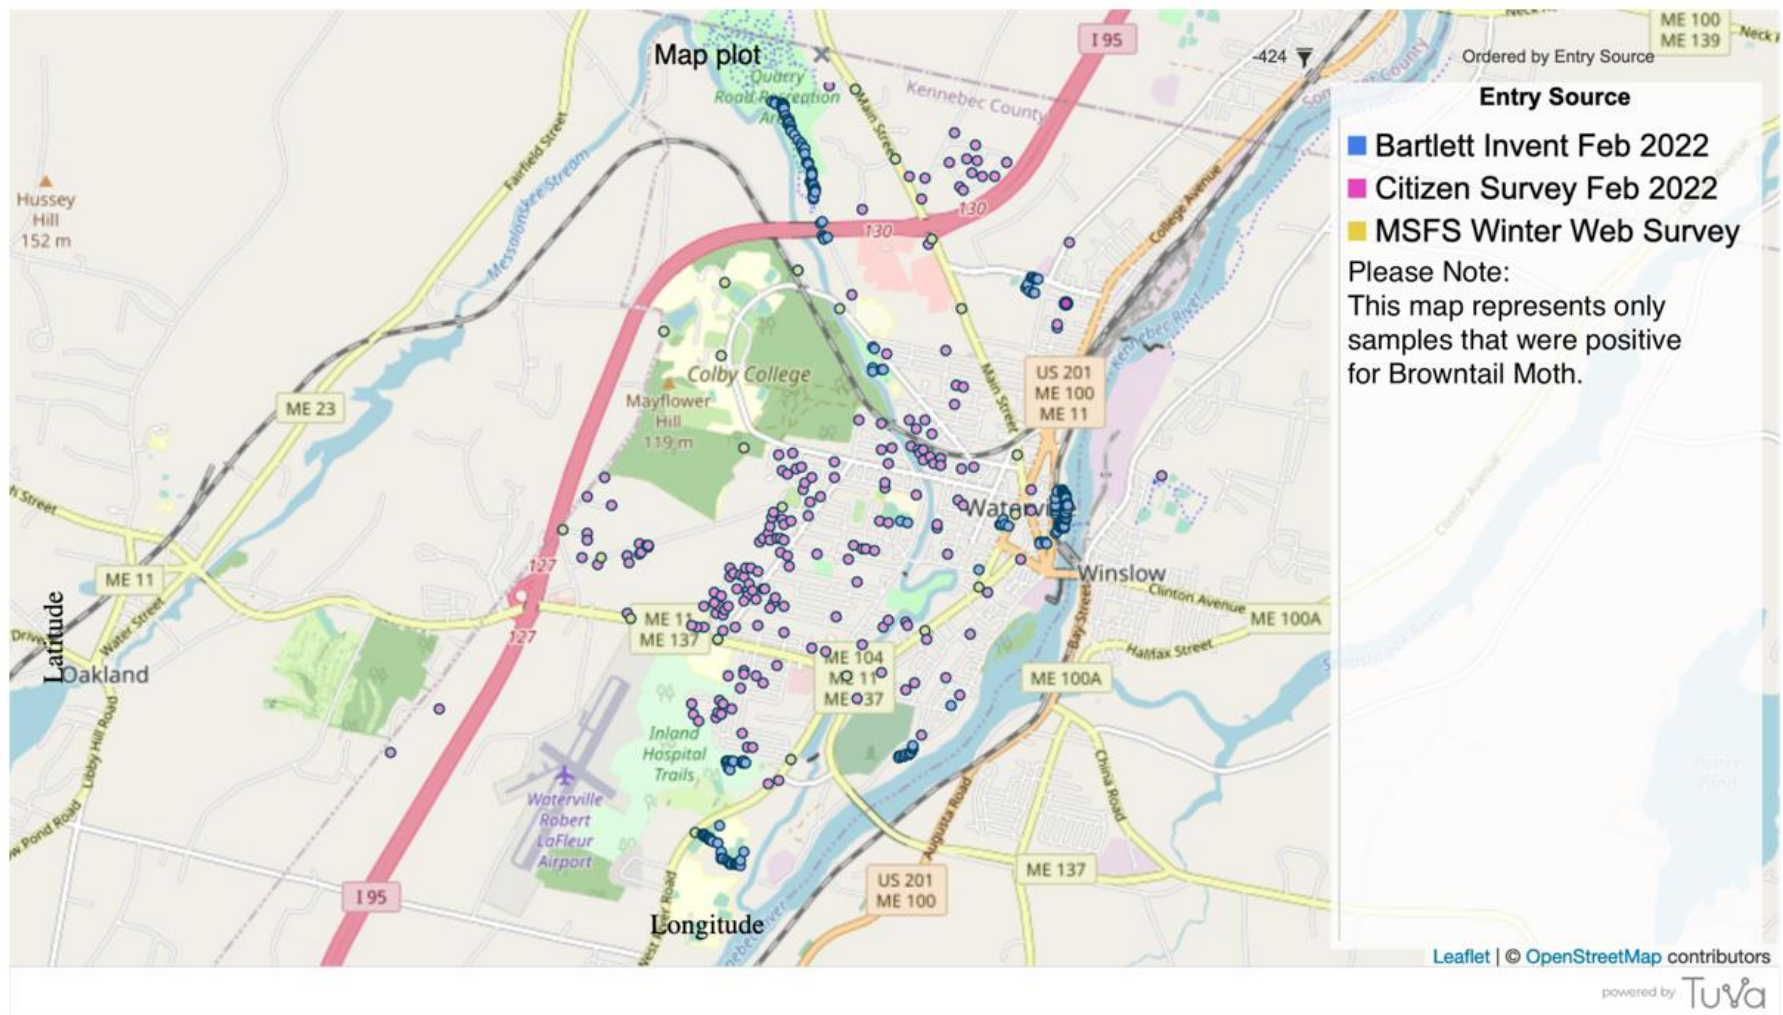 Map plot
-424
Ordered by Entry Source
Entry Source
Bartlett Invent Feb 2022
Citizen Survey Feb 2022
MSFS Winter Web Survey
Please Note:
This map represents only
samples that were positive
for Browntail Moth.
I 95
ME 100
ME 139
Quarry
Road Recreation
Main Street
Kennebec County
Fairfield Street
Messalonskee Stream
Hussey
Hill
152 m
130
130
College Avenue
Kennebec River
Colby College
Mayflower
Hill
119 m
Main Street
US 201
ME 100
ME 11
ME 23
Clinton Avenue
Waterville
Winslow
127
ME 11
Clinton Avenue
ME 100A
Water Street
Latitude
127
ME 11
ME 137
Bay Street
Halifax Street
Oakland
ME 104
ME 11
ME 137
ME 100A
Libby Hill Road
Inland
Hospital
Trails
China Road
Waterville
Robert
LaFleur
Airport
Augusta Road
ME 137
I 95
US 201
ME 100
Longitude
Leaflet | © OpenStreetMap contributors
powered by Tuva